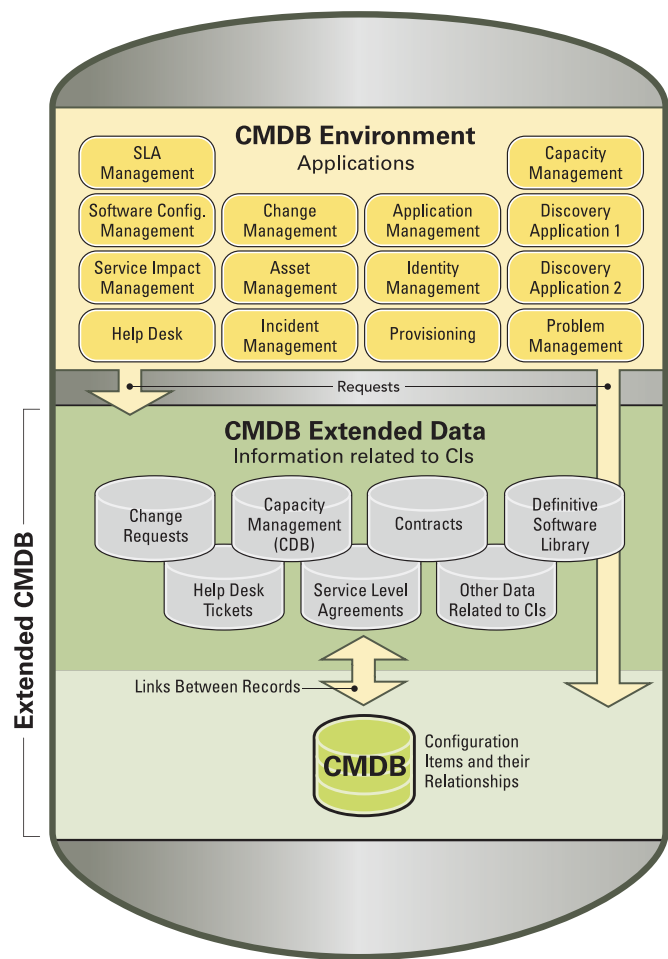 CMDB Environment
Applications
SLA
Management
Capacity
Management
Software Config.
Management
Change
Management
Application
Management
Discovery
Application 1
Service Impact
Management
Asset
Management
Identity
Management
Discovery
Application 2
Help Desk
Incident
Management
Provisioning
Problem
Management
Requests
Extended CMDB
CMDB Extended Data
Information related to CIs
Change
Requests
Capacity
Management
(CDB)
Contracts
Definitive
Software
Library
Help Desk
Tickets
Service Level
Agreements
Other Data
Related to CIs
Links Between Records
CMDB
Configuration
Items and their
Relationships